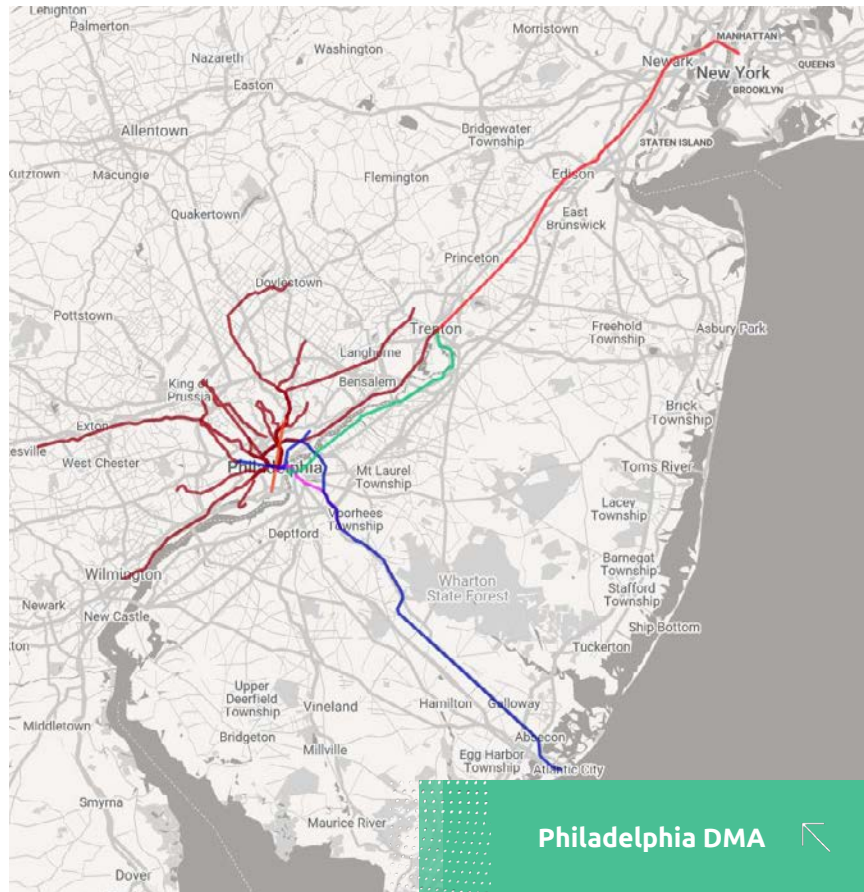 Lehighton
Palmerton
Nazareth
Washington
Morristown
MANHATTAN
QUEENS
Newark
New York
BROOKLYN
Easton
Allentown
Bridgewater
Township
STATEN ISLAND
Kutztown
Macungie
Flemington
Edison
East
Brunswick
Quakertown
Princeton
Doylestown
Pottstown
Trenton
Freehold
Township
Asbury Park
Langhorne
Bensalem
King of
Prussia
Brick
Township
Exton
esville
West Chester
Philadelphia
Mt Laurel
Township
Toms River
Voorhees
Township
Lacey
Township
Deptford
Barnegat
Township
Wilmington
Wharton
State Forest
Stafford
Township
Newark
New Castle
Ship Bottom
ton
Tuckerton
Upper
Deerfield
Township
Vineland
Hamilton
Galloway
Middletown
Bridgeton
Absecon
Millville
Egg Harbor
Township
Atlantic City
Smyrna
Maurice River
Philadelphia DMA
Dover